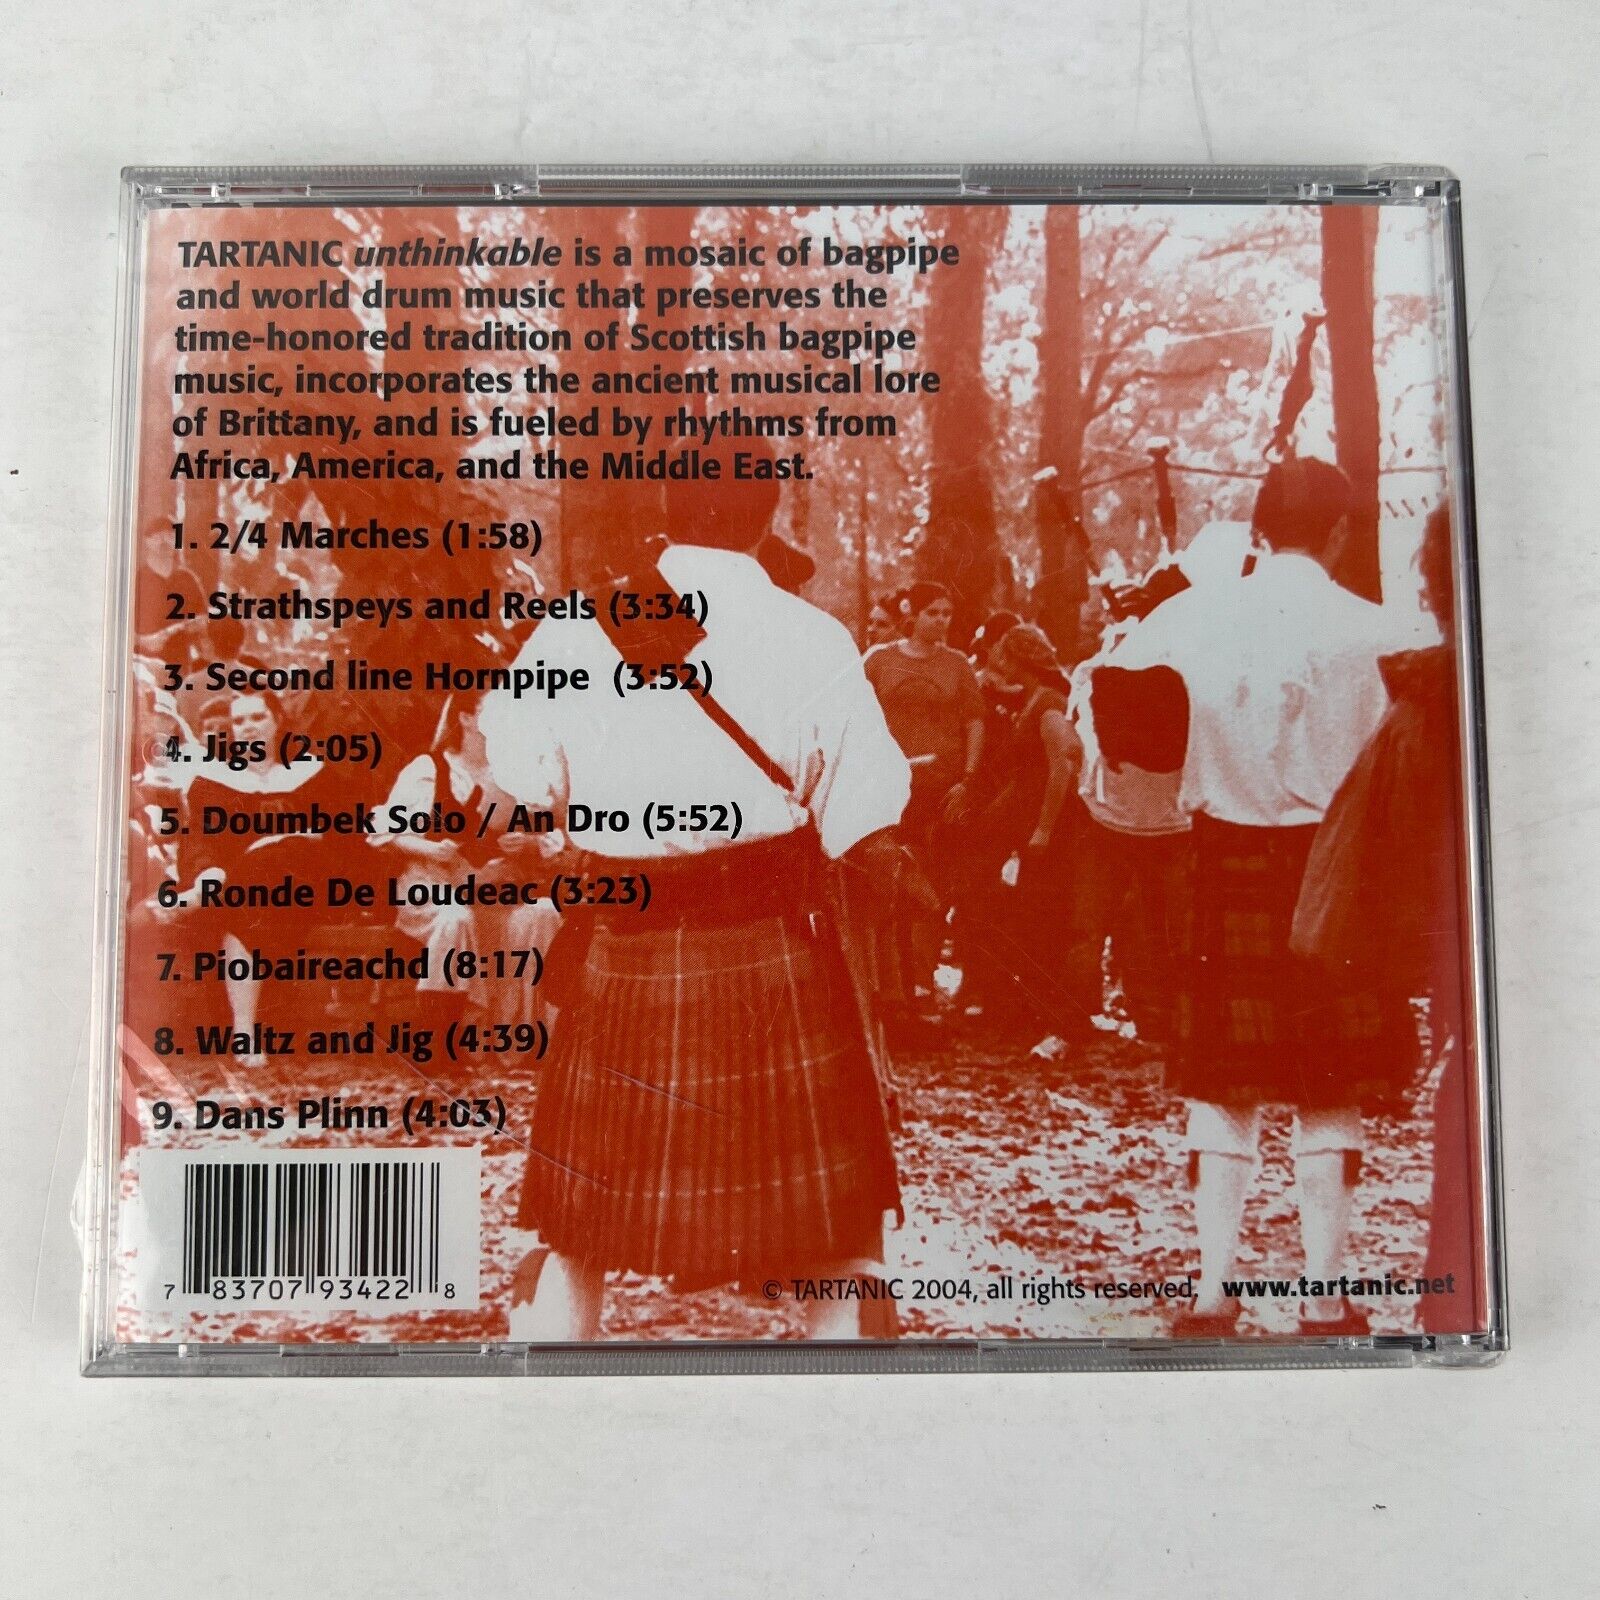 TARTANIC unthinkable is a mosaic of bagpipe
and world drum music that preserves the
time-honored tradition of Scottish bagpipe
music, incorporates the ancient musical lore
of Brittany, and is fueled by rhythms from
Africa, America, and the Middle East.
1. 2/4 Marches (1:58)
2. Strathspeys and Reels (3:34)
3. Second line Hornpipe (3:52)
4. Jigs (2:05)
5. Doumbek Solo / An Dro (5:52)
6. Ronde De Loudeac (3:23)
7. Piobaireachd (8:17)
8. Waltz and Jig (4:39)
9. Dans Plinn (4:03)
7 83707 93422 8
© TARTANIC 2004, all rights reserved. www.tartanic.net